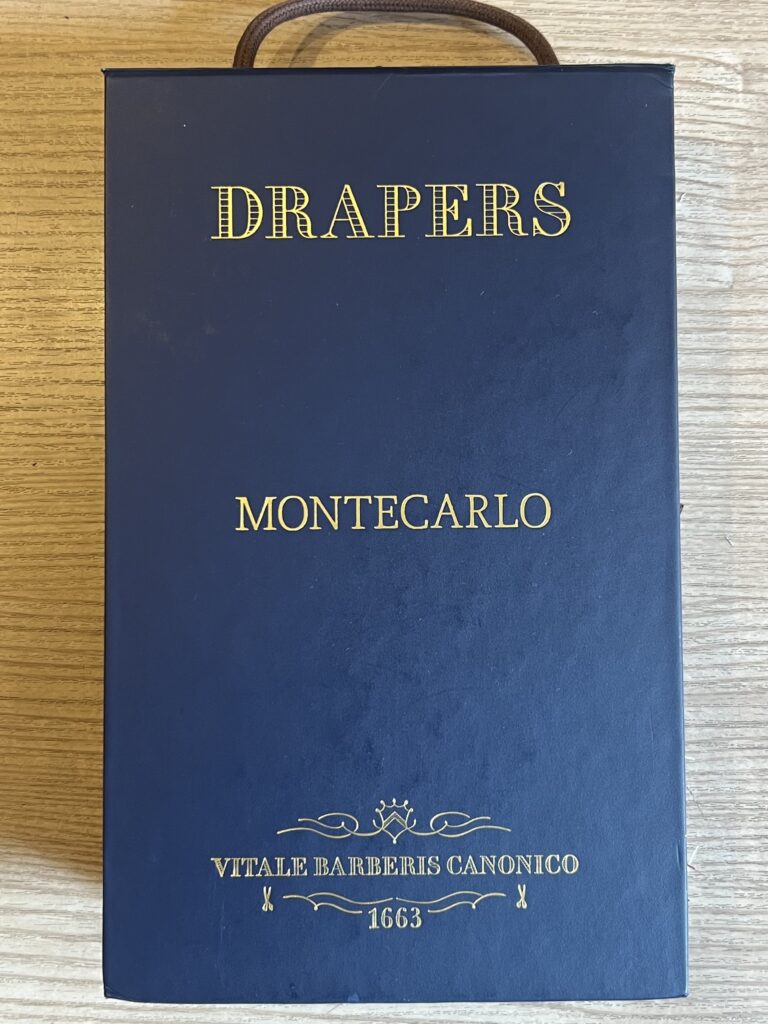 DRAPERS
MONTECARLO
VITALE BARBERIS CANONICO
1663